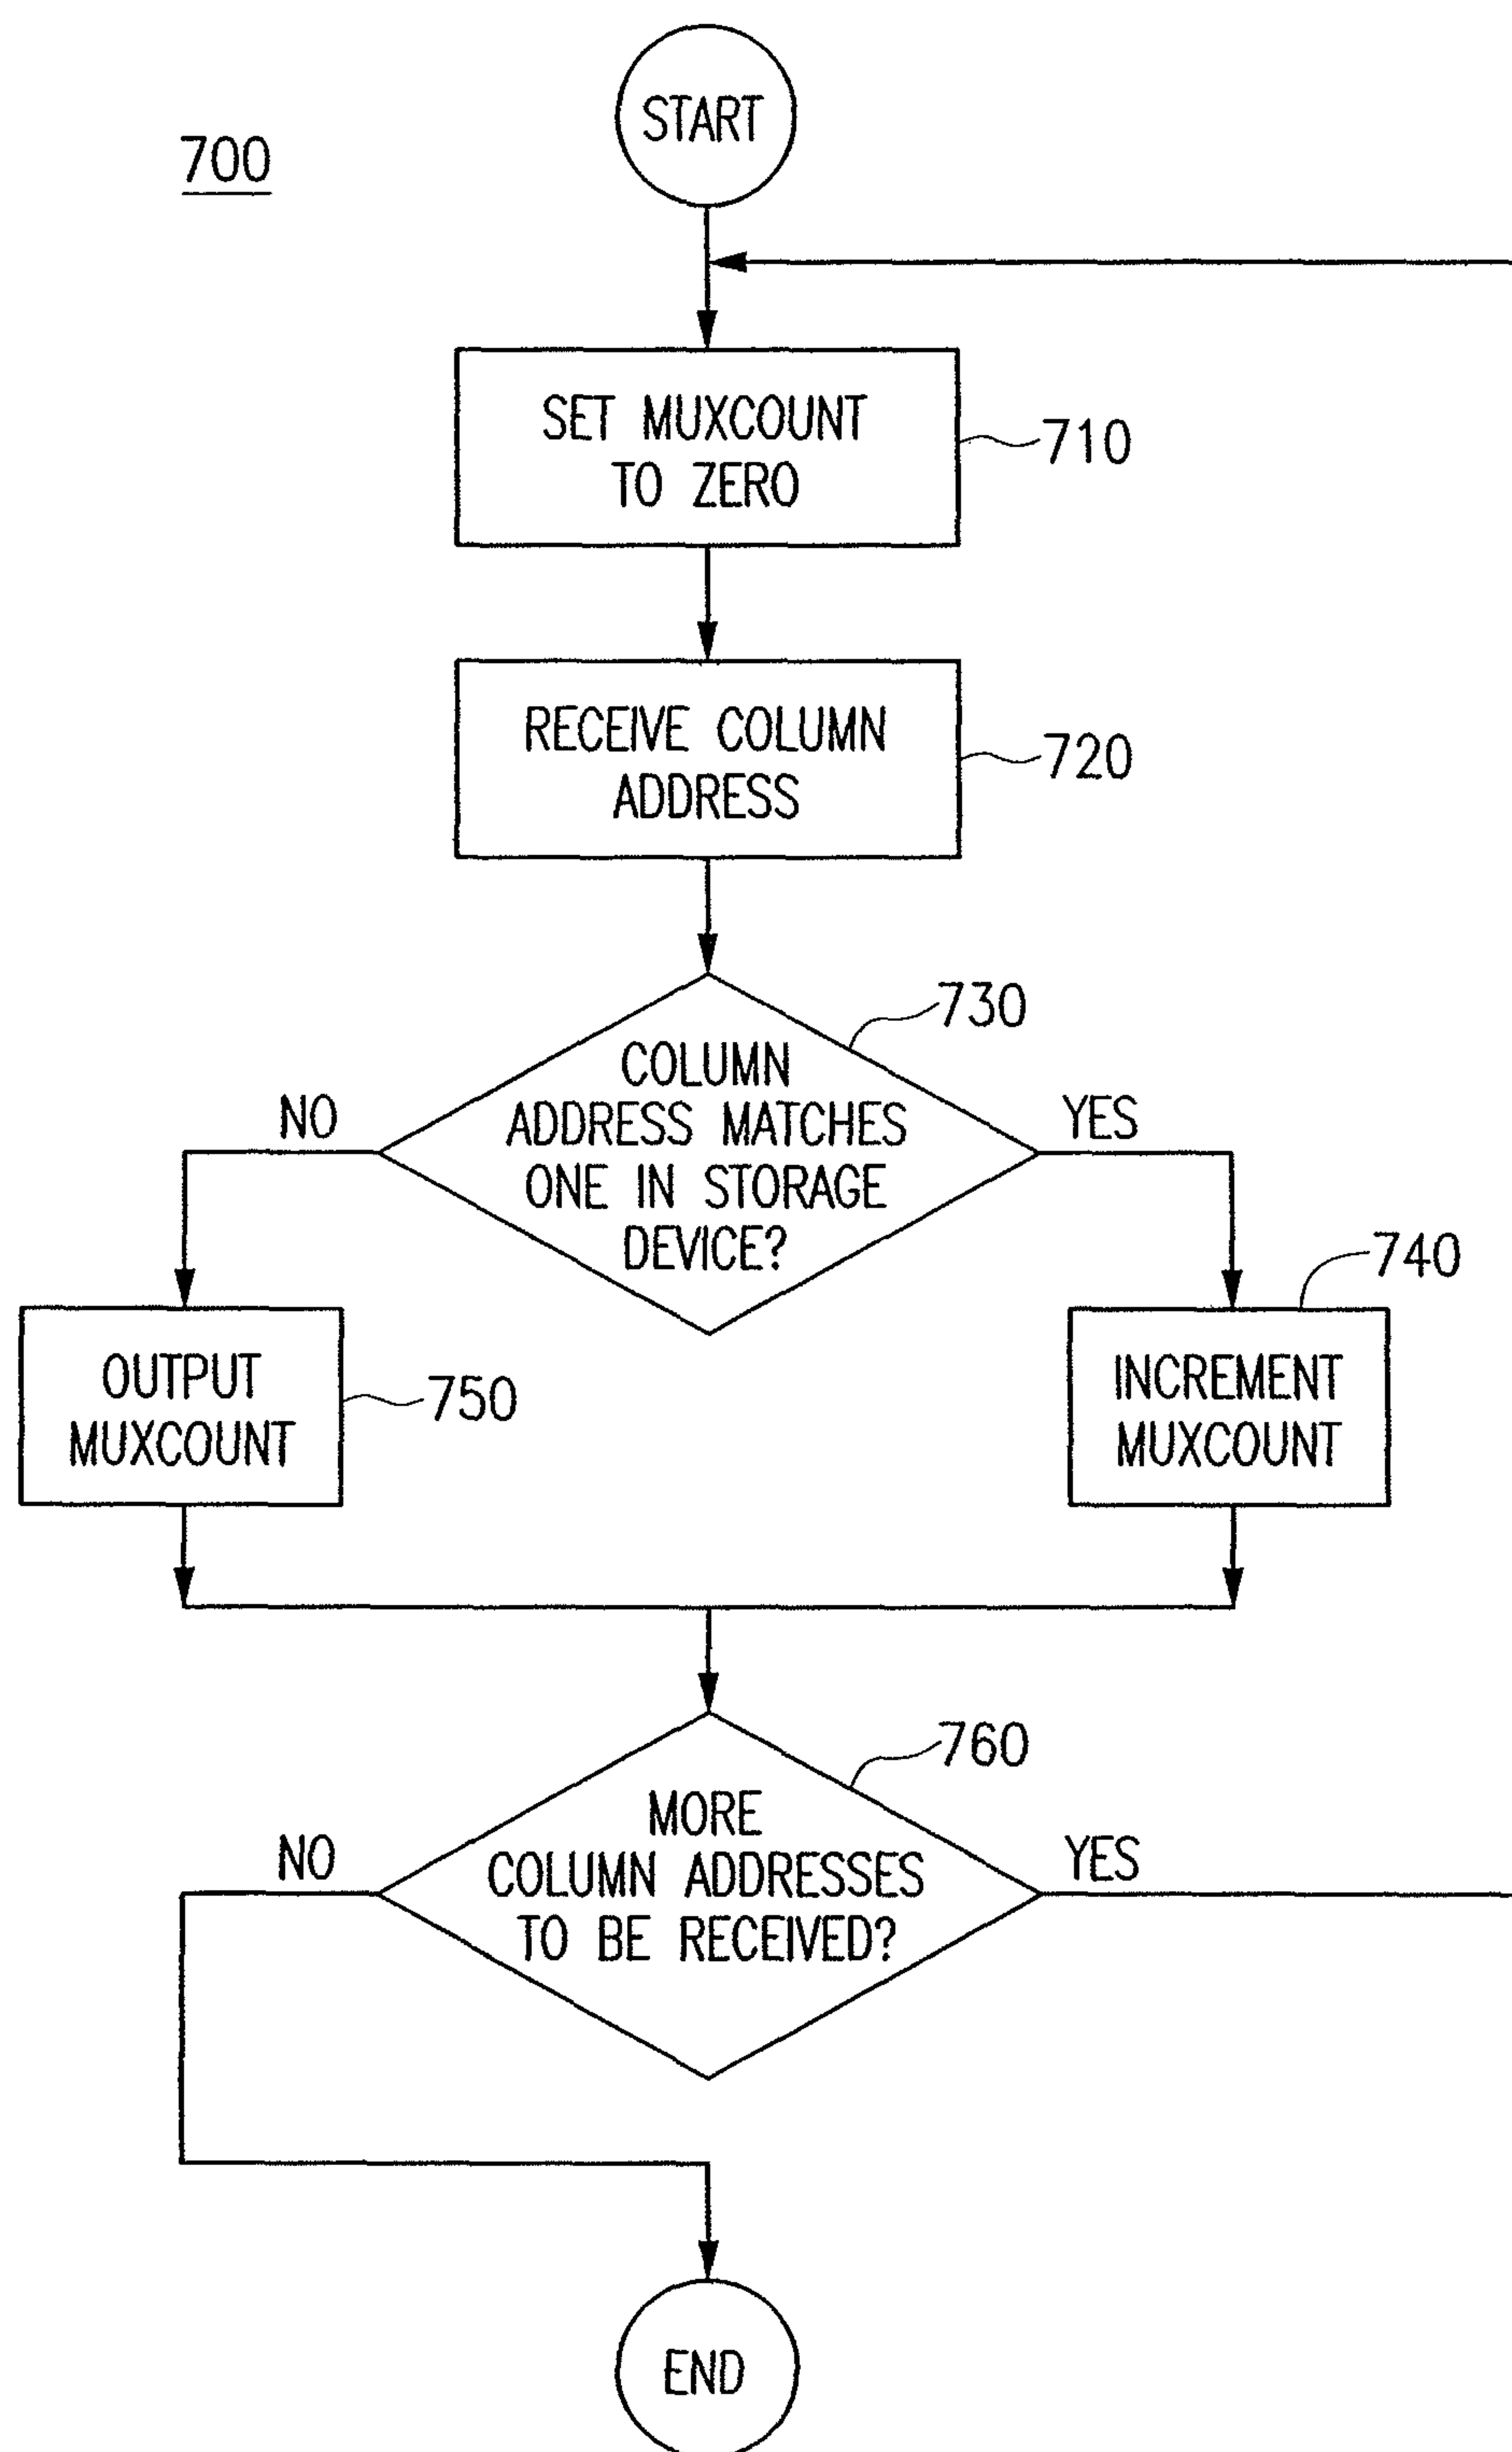 START
700
SET MUXCOUNT
TO ZERO
710
RECEIVE COLUMN
ADDRESS
720
730
COLUMN
ADDRESS MATCHES
ONE IN STORAGE
DEVICE?
NO
YES
740
OUTPUT
MUXCOUNT
750
INCREMENT
MUXCOUNT
760
MORE
COLUMN ADDRESSES
TO BE RECEIVED?
NO
YES
END